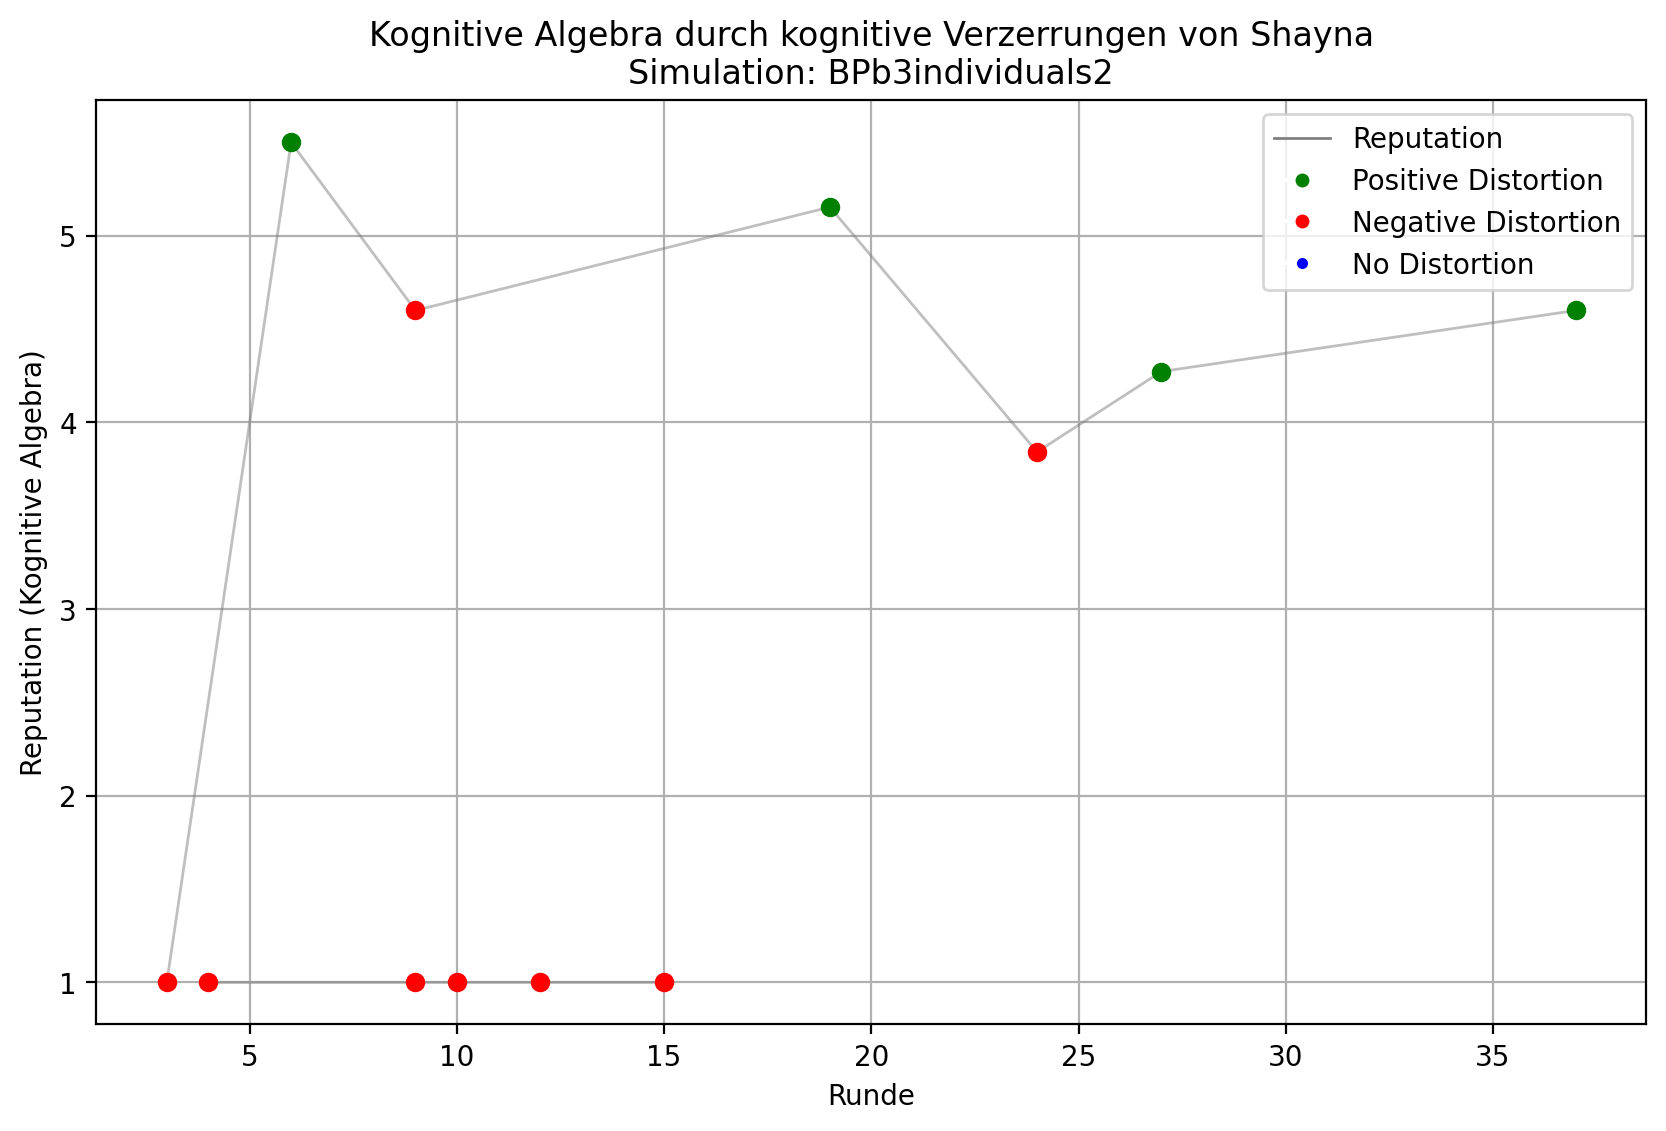 Kognitive Algebra durch kognitive Verzerrungen von Shayna
Simulation: BPb3individuals2
Reputation
Positive Distortion
Negative Distortion
No Distortion
Reputation (Kognitive Algebra)
5
4
3
2
1
5 10 15 20 25 30 35
Runde